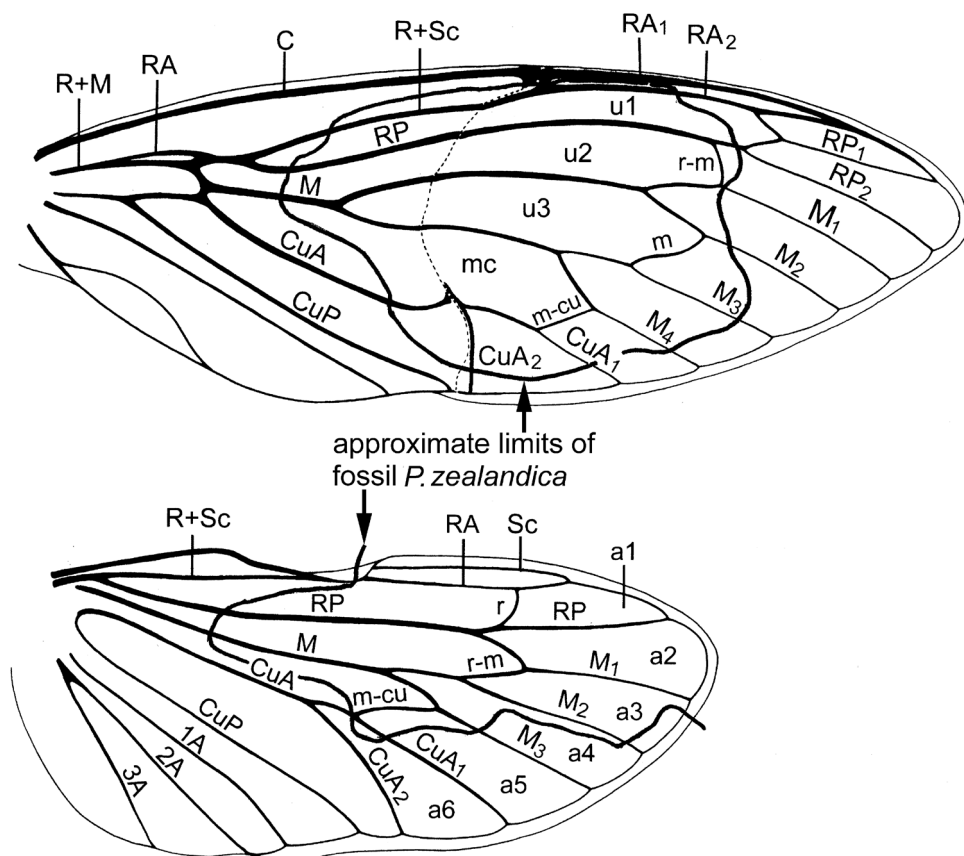 R+M
RA
C
R+Sc
RA1
RA2
RP
u1
RP1
u2
r-m
RP2
M
u3
M1
CuA
mc
m
M2
CuP
m-cu
M3
M4
CuA2
CuA1
approximate limits of
fossil P. zealandica
R+Sc
RA
Sc
a1
RP
r
RP
M
r-m
M1
a2
CuA
m-cu
M2
a3
CuP
1A
2A
3A
CuA2
CuA1
M3
a4
a5
a6